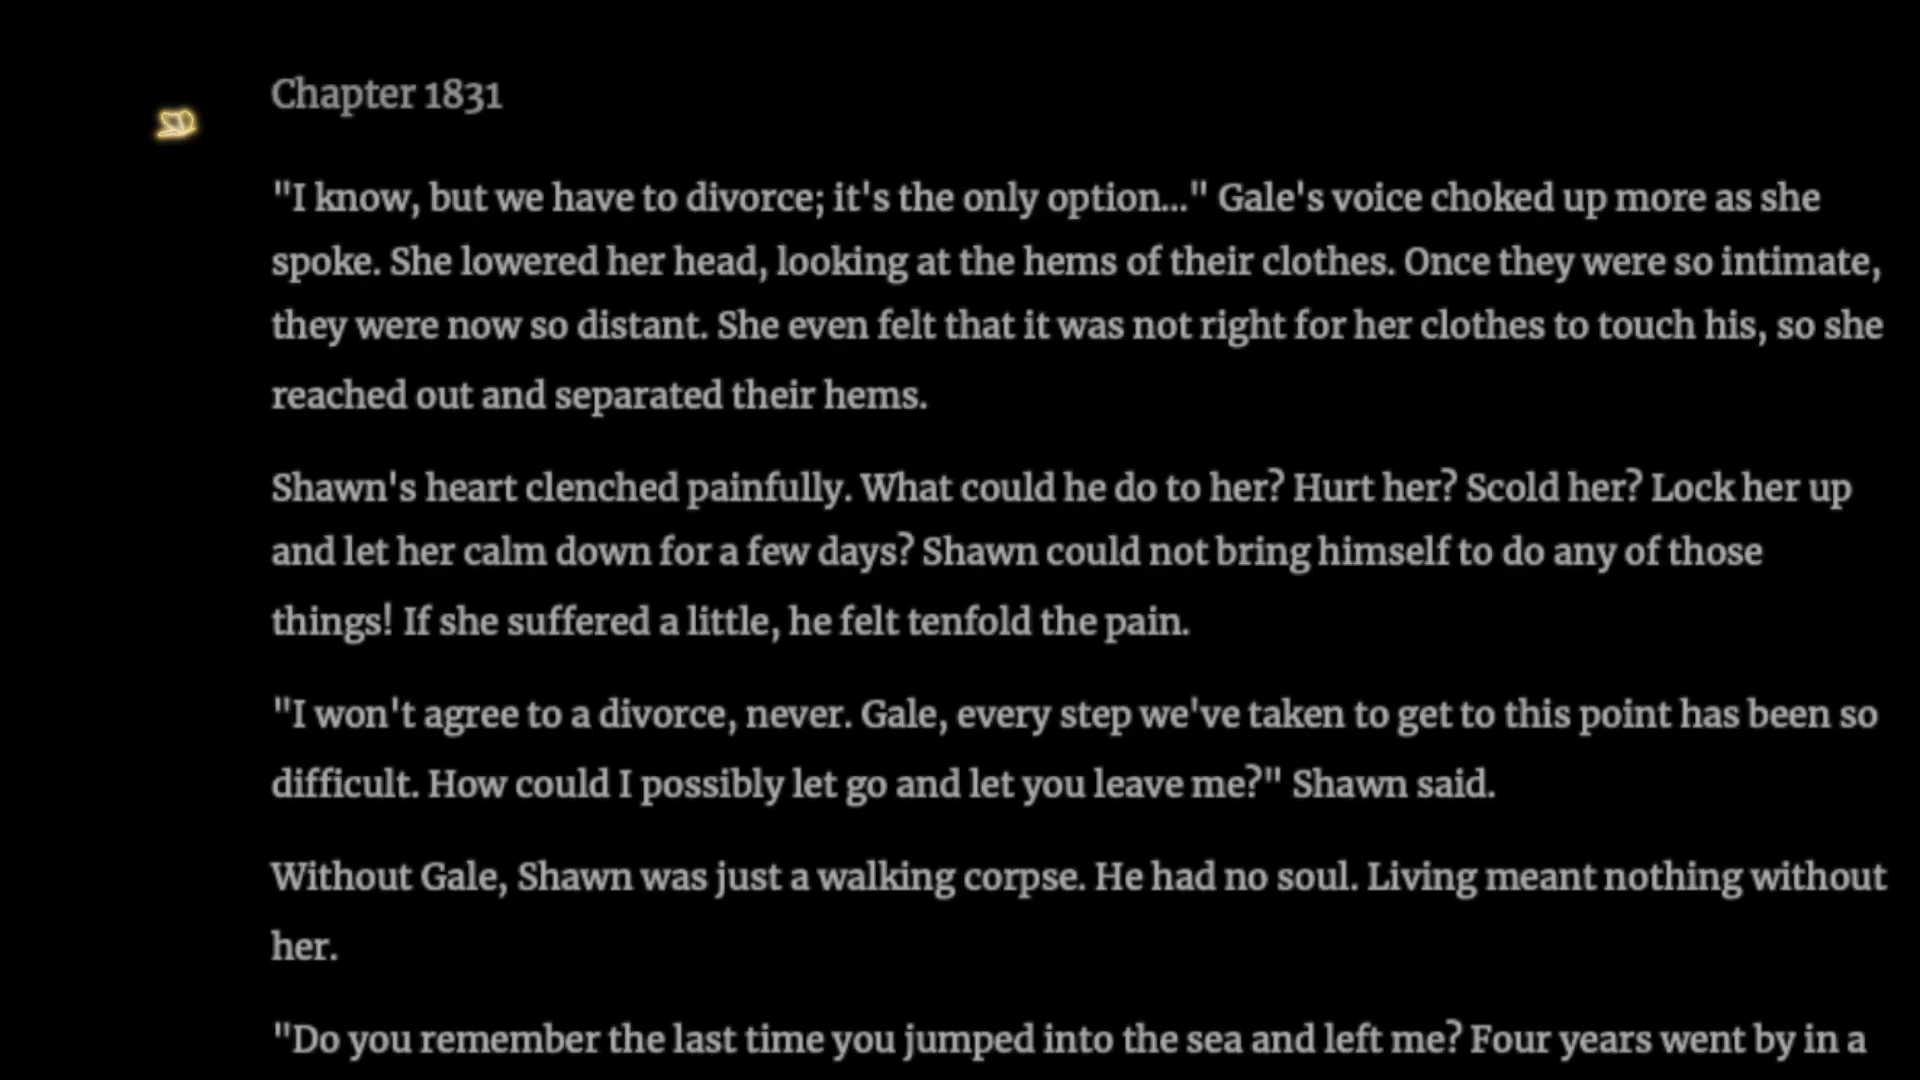 Chapter 1831
"I know, but we have to divorce; it's the only option..." Gale's voice choked up more as she
spoke. She lowered her head, looking at the hems of their clothes. Once they were so intimate,
they were now so distant. She even felt that it was not right for her clothes to touch his, so she
reached out and separated their hems.
Shawn's heart clenched painfully. What could he do to her? Hurt her? Scold her? Lock her up
and let her calm down for a few days? Shawn could not bring himself to do any of those
things! If she suffered a little, he felt tenfold the pain.
"I won't agree to a divorce, never. Gale, every step we've taken to get to this point has been so
difficult. How could I possibly let go and let you leave me?" Shawn said.
Without Gale, Shawn was just a walking corpse. He had no soul. Living meant nothing without
her.
"Do you remember the last time you jumped into the sea and left me? Four years went by in a